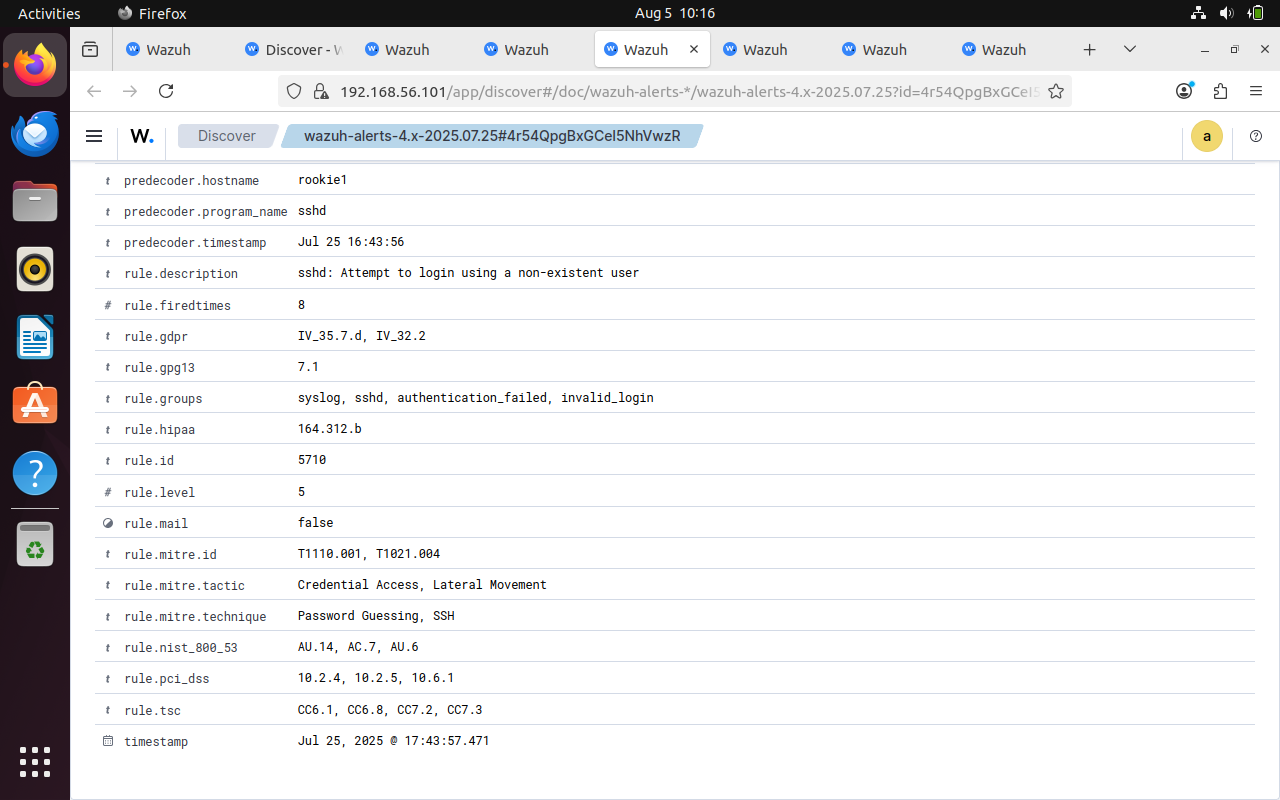 Activities Firefox Aug 5 10:16
Wazuh Discover - W Wazuh Wazuh Wazuh Wazuh Wazuh Wazuh
192.168.56.101/app/discover#/doc/wazuh-alerts-*/wazuh-alerts-4.x-2025.07.25?id=4r54QpgBxGCeI5
W. Discover wazuh-alerts-4.x-2025.07.25#4r54QpgBxGCeI5NhVwzR a
t predecoder.hostname rookie1
t predecoder.program_name sshd
t predecoder.timestamp Jul 25 16:43:56
t rule.description sshd: Attempt to login using a non-existent user
# rule.firedtimes 8
t rule.gdpr IV_35.7.d, IV_32.2
t rule.gpg13 7.1
t rule.groups syslog, sshd, authentication_failed, invalid_login
t rule.hipaa 164.312.b
t rule.id 5710
# rule.level 5
rule.mail false
t rule.mitre.id T1110.001, T1021.004
t rule.mitre.tactic Credential Access, Lateral Movement
t rule.mitre.technique Password Guessing, SSH
t rule.nist_800_53 AU.14, AC.7, AU.6
t rule.pci_dss 10.2.4, 10.2.5, 10.6.1
t rule.tsc CC6.1, CC6.8, CC7.2, CC7.3
timestamp Jul 25, 2025 @ 17:43:57.471